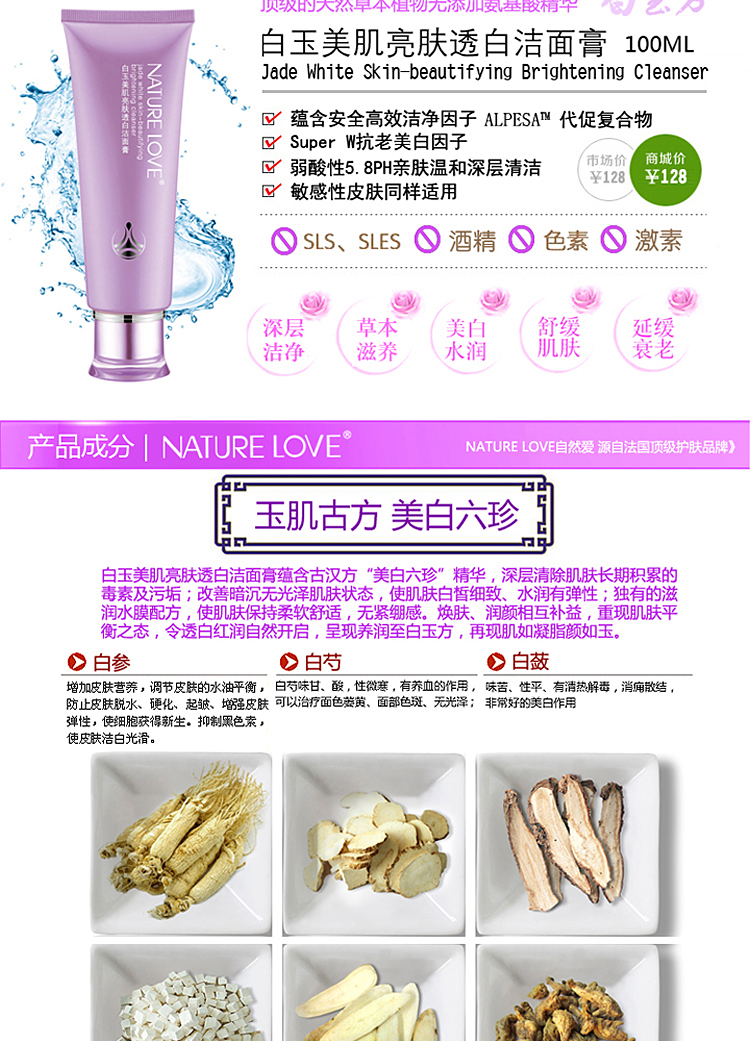 顶级的天然草本植物无添加氨基酸精华
白玉美肌亮肤透白洁面膏 100ML
Jade White Skin-beautifying Brightening Cleanser
NATURE LOVE®
jade white skin-beautifying
brightening cleanser
白玉美肌亮肤透白洁面膏
蕴含安全高效洁净因子 ALPESA™ 代促复合物
Super W抗老美白因子
弱酸性5.8PH亲肤温和深层清洁
敏感性皮肤同样适用
市场价
￥128
商城价
￥128
SLS、SLES 酒精 色素 激素
深层
洁净
草本
滋养
美白
水润
舒缓
肌肤
延缓
衰老
产品成分 | NATURE LOVE®
NATURE LOVE自然爱 源自法国顶级护肤品牌》
玉肌古方 美白六珍
白玉美肌亮肤透白洁面膏蕴含古汉方“美白六珍”精华，深层清除肌肤长期积累的
毒素及污垢；改善暗沉无光泽肌肤状态，使肌肤白皙细致、水润有弹性；独有的滋
润水膜配方，使肌肤保持柔软舒适，无紧绷感。焕肤、润颜相互补益，重现肌肤平
衡之态，令透白红润自然开启，呈现养润至白玉方，再现肌如凝脂颜如玉。
白参
增加皮肤营养，调节皮肤的水油平衡，
防止皮肤脱水、硬化、起皱、增强皮肤
弹性，使细胞获得新生。抑制黑色素，
使皮肤洁白光滑。
白芍
白芍味甘、酸，性微寒，有养血的作用，
可以治疗面色萎黄、面部色斑、无光泽；
白蔹
味苦、性平、有清热解毒，消痈散结，
非常好的美白作用